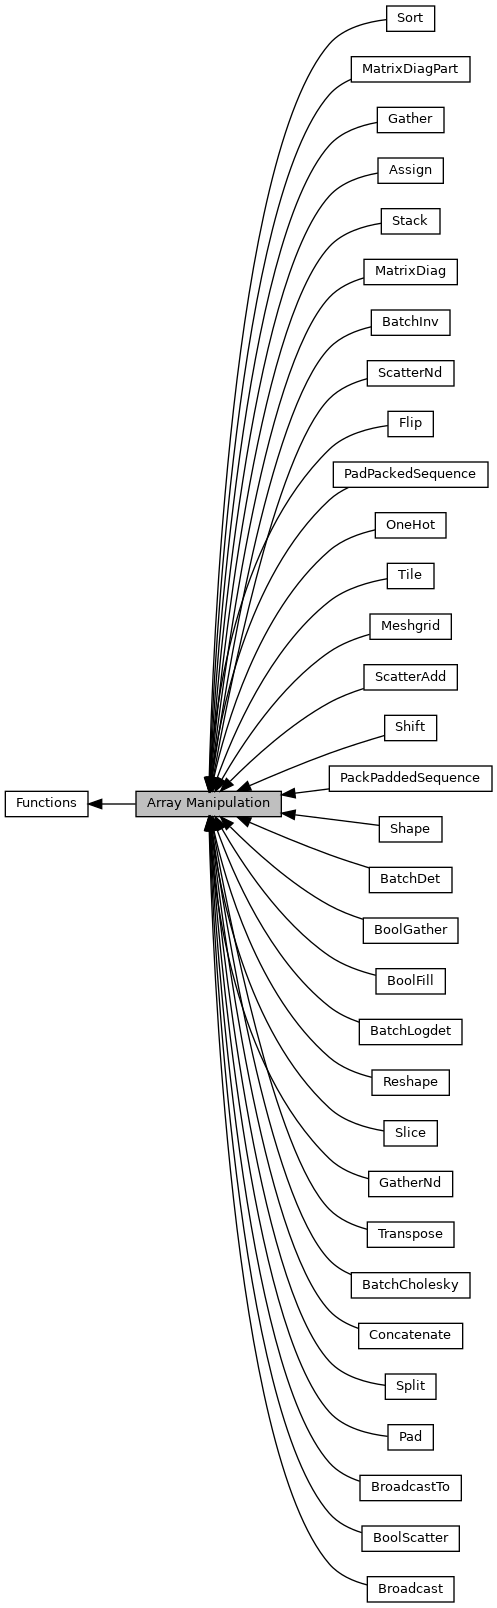 Sort
MatrixDiagPart
Gather
Assign
Stack
MatrixDiag
BatchInv
ScatterNd
Flip
PadPackedSequence
OneHot
Tile
Meshgrid
ScatterAdd
Shift
PackPaddedSequence
Functions
Array Manipulation
Shape
BatchDet
BoolGather
BoolFill
BatchLogdet
Reshape
Slice
GatherNd
Transpose
BatchCholesky
Concatenate
Split
Pad
BroadcastTo
BoolScatter
Broadcast